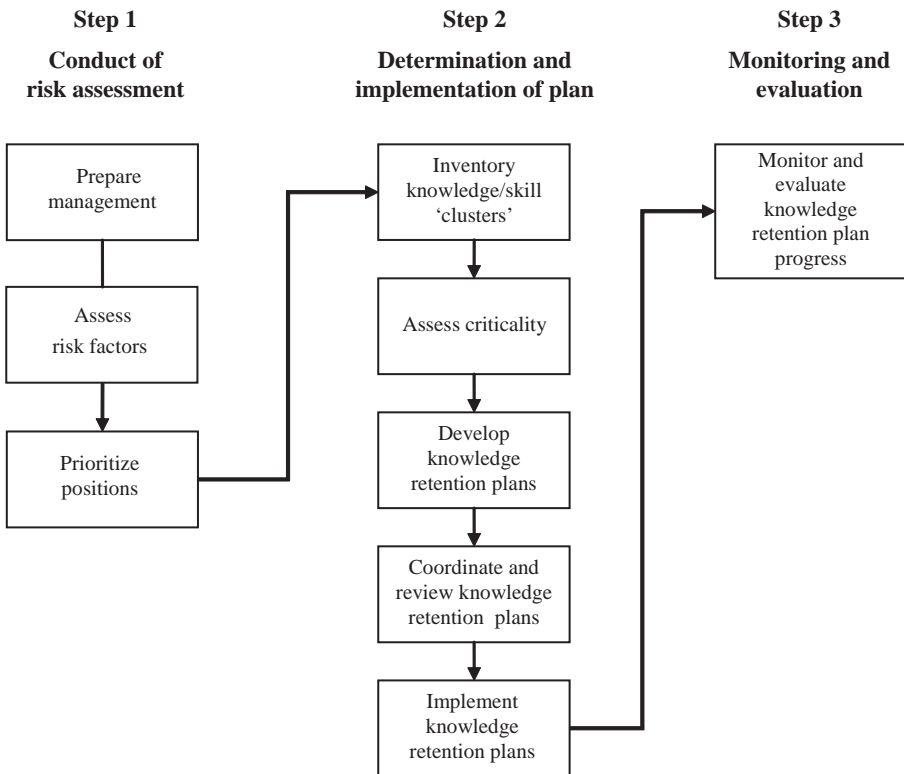 Step 1
Conduct of
risk assessment
Prepare
management
Assess
risk factors
Prioritize
positions
Step 2
Determination and
implementation of plan
Inventory
knowledge/skill
‘clusters’
Assess criticality
Develop
knowledge
retention plans
Coordinate and
review knowledge
retention plans
Implement
knowledge
retention plans
Step 3
Monitoring and
evaluation
Monitor and
evaluate
knowledge
retention plan
progress